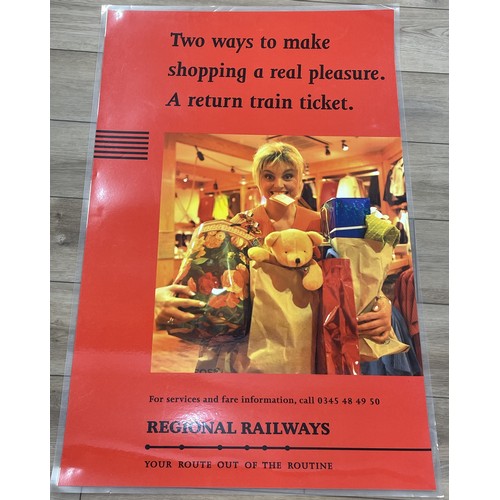 Two ways to make
shopping a real pleasure.
A return train ticket.
For services and fare information, call 0345 48 49 50
REGIONAL RAILWAYS
YOUR ROUTE OUT OF THE ROUTINE